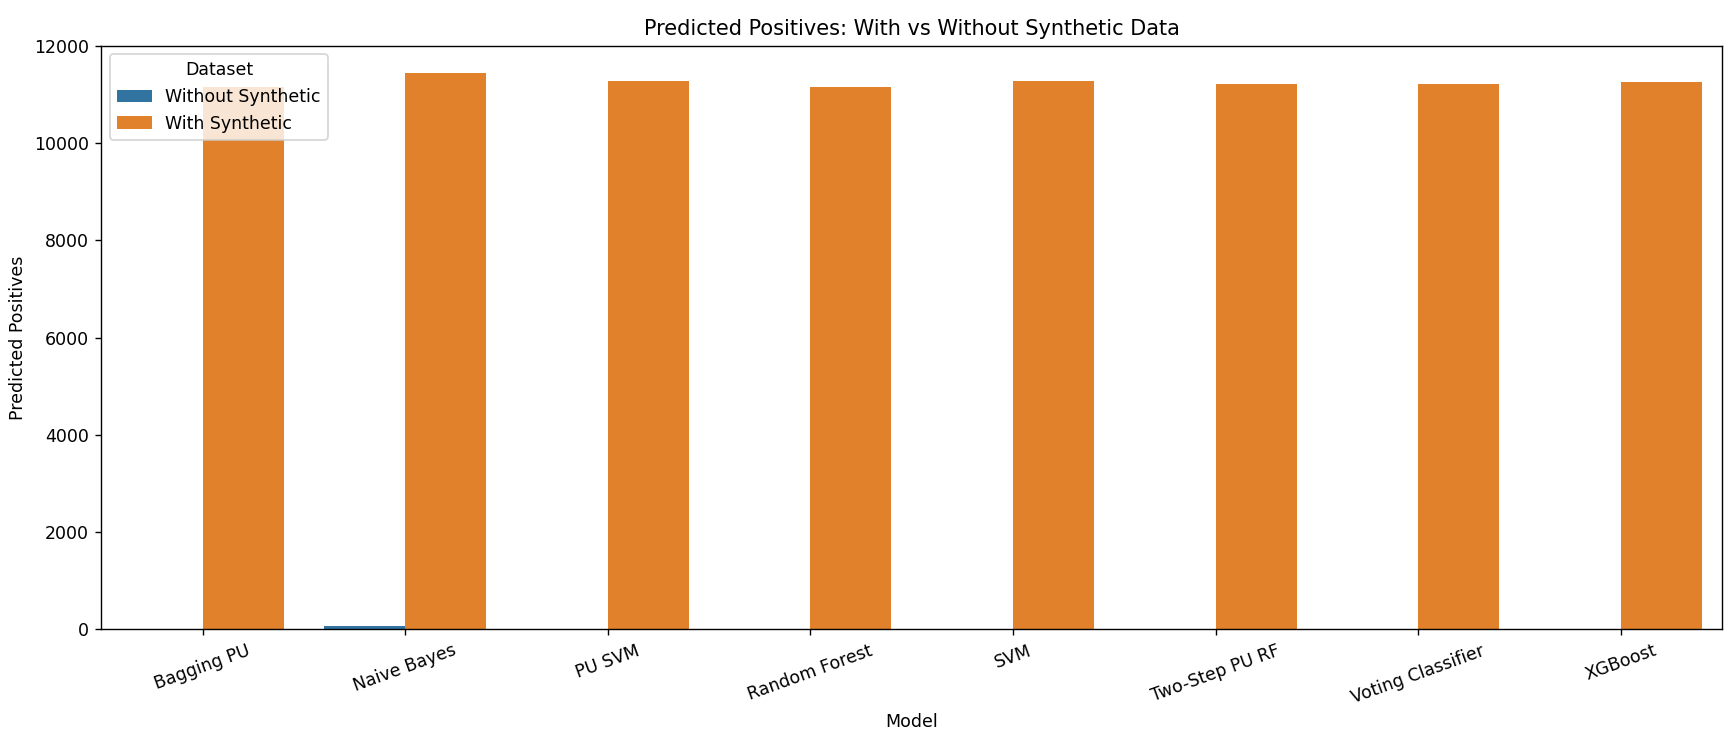 Predicted Positives: With vs Without Synthetic Data
Dataset
Without Synthetic
With Synthetic
Predicted Positives
12000
10000
8000
6000
4000
2000
0
Bagging PU
Naive Bayes
PU SVM
Random Forest
SVM
Two-Step PU RF
Voting Classifier
XGBoost
Model